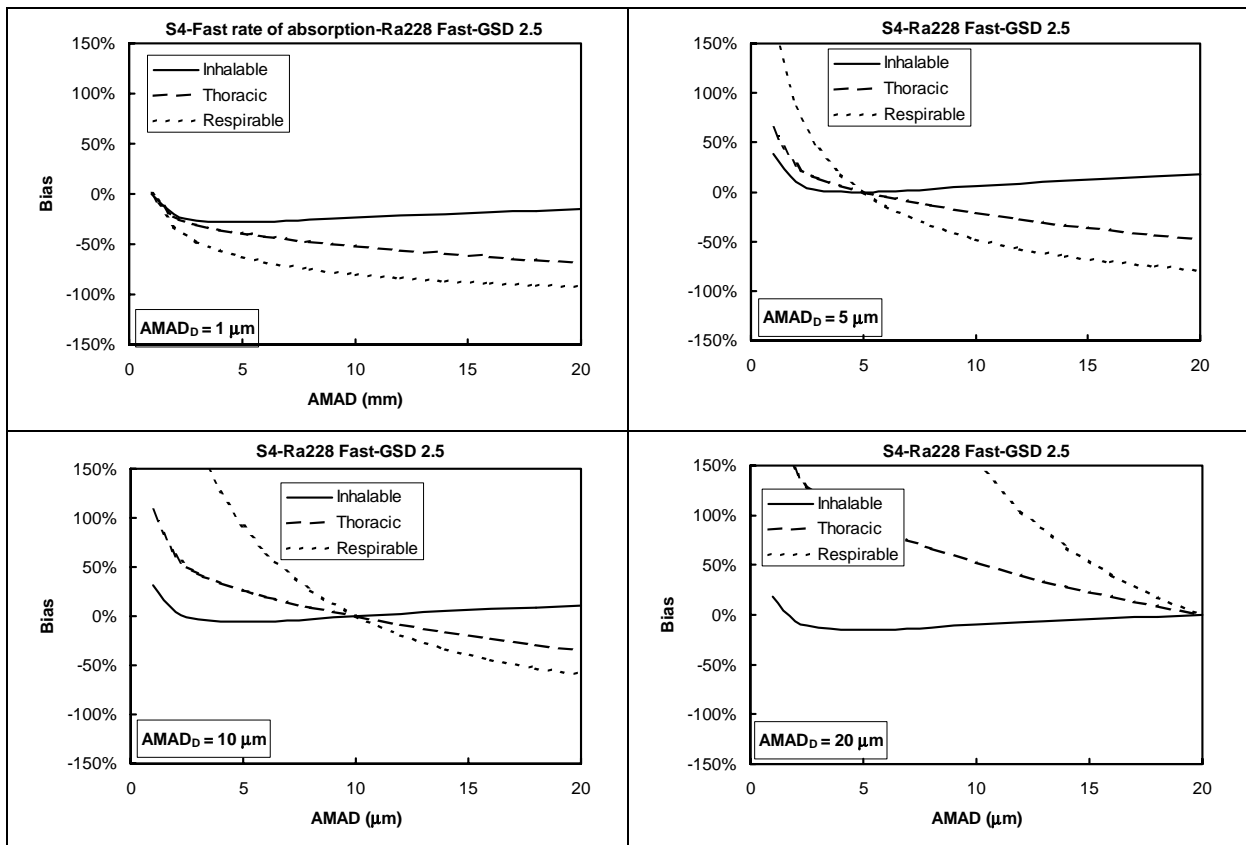 S4-Fast rate of absorption-Ra228 Fast-GSD 2.5
150%
100%
50%
0%
-50%
-100%
-150%
Bias
Inhalable
Thoracic
Respirable
AMAD_D = 1 μm
0 5 10 15 20
AMAD (mm)
S4-Ra228 Fast-GSD 2.5
150%
100%
50%
0%
-50%
-100%
-150%
Bias
Inhalable
Thoracic
Respirable
AMAD_D = 5 μm
0 5 10 15 20
AMAD (μm)
S4-Ra228 Fast-GSD 2.5
150%
100%
50%
0%
-50%
-100%
-150%
Bias
Inhalable
Thoracic
Respirable
AMAD_D = 10 μm
0 5 10 15 20
AMAD (μm)
S4-Ra228 Fast-GSD 2.5
150%
100%
50%
0%
-50%
-100%
-150%
Bias
Inhalable
Thoracic
Respirable
AMAD_D = 20 μm
0 5 10 15 20
AMAD (μm)